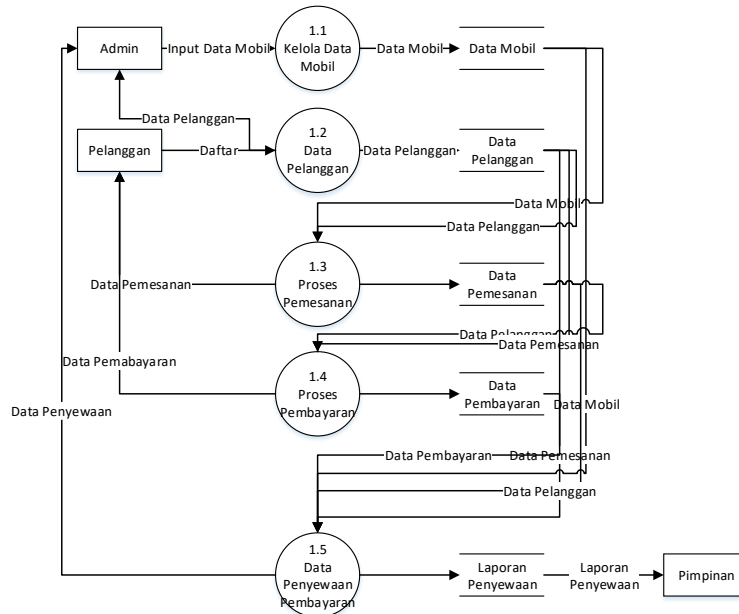 1.1
Admin
Input Data Mobil
Kelola Data
Mobil
Data Mobil
Data Mobil
Data Pelanggan
1.2
Data
Pelanggan
Pelanggan
Daftar
Data Pelanggan
Data
Pelanggan
Data Mobil
Data Pelanggan
1.3
Proses
Pemesanan
Data Pemesanan
Data
Pemesanan
Data Pelanggan
Data Pemesanan
Data Pemabayaran
1.4
Proses
Pembayaran
Data
Pembayaran
Data Mobil
Data Penyewaan
Data Pembayaran
Data Pemesanan
Data Pelanggan
1.5
Data
Penyewaan
Pembayaran
Laporan
Penyewaan
Laporan
Penyewaan
Pimpinan